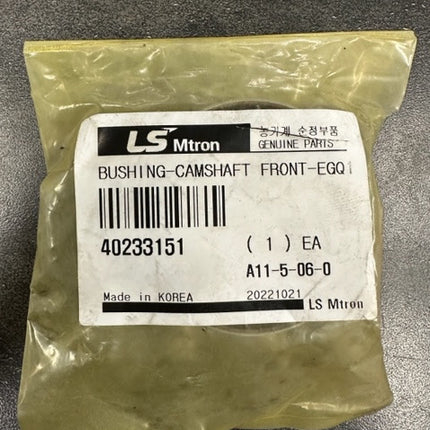 LS Mtron
농기계 순정부품
GENUINE PARTS
BUSHING-CAMSHAFT FRONT-EGQ1
40233151 ( 1 ) EA
A11-5-06-0
Made in KOREA 20221021
LS Mtron